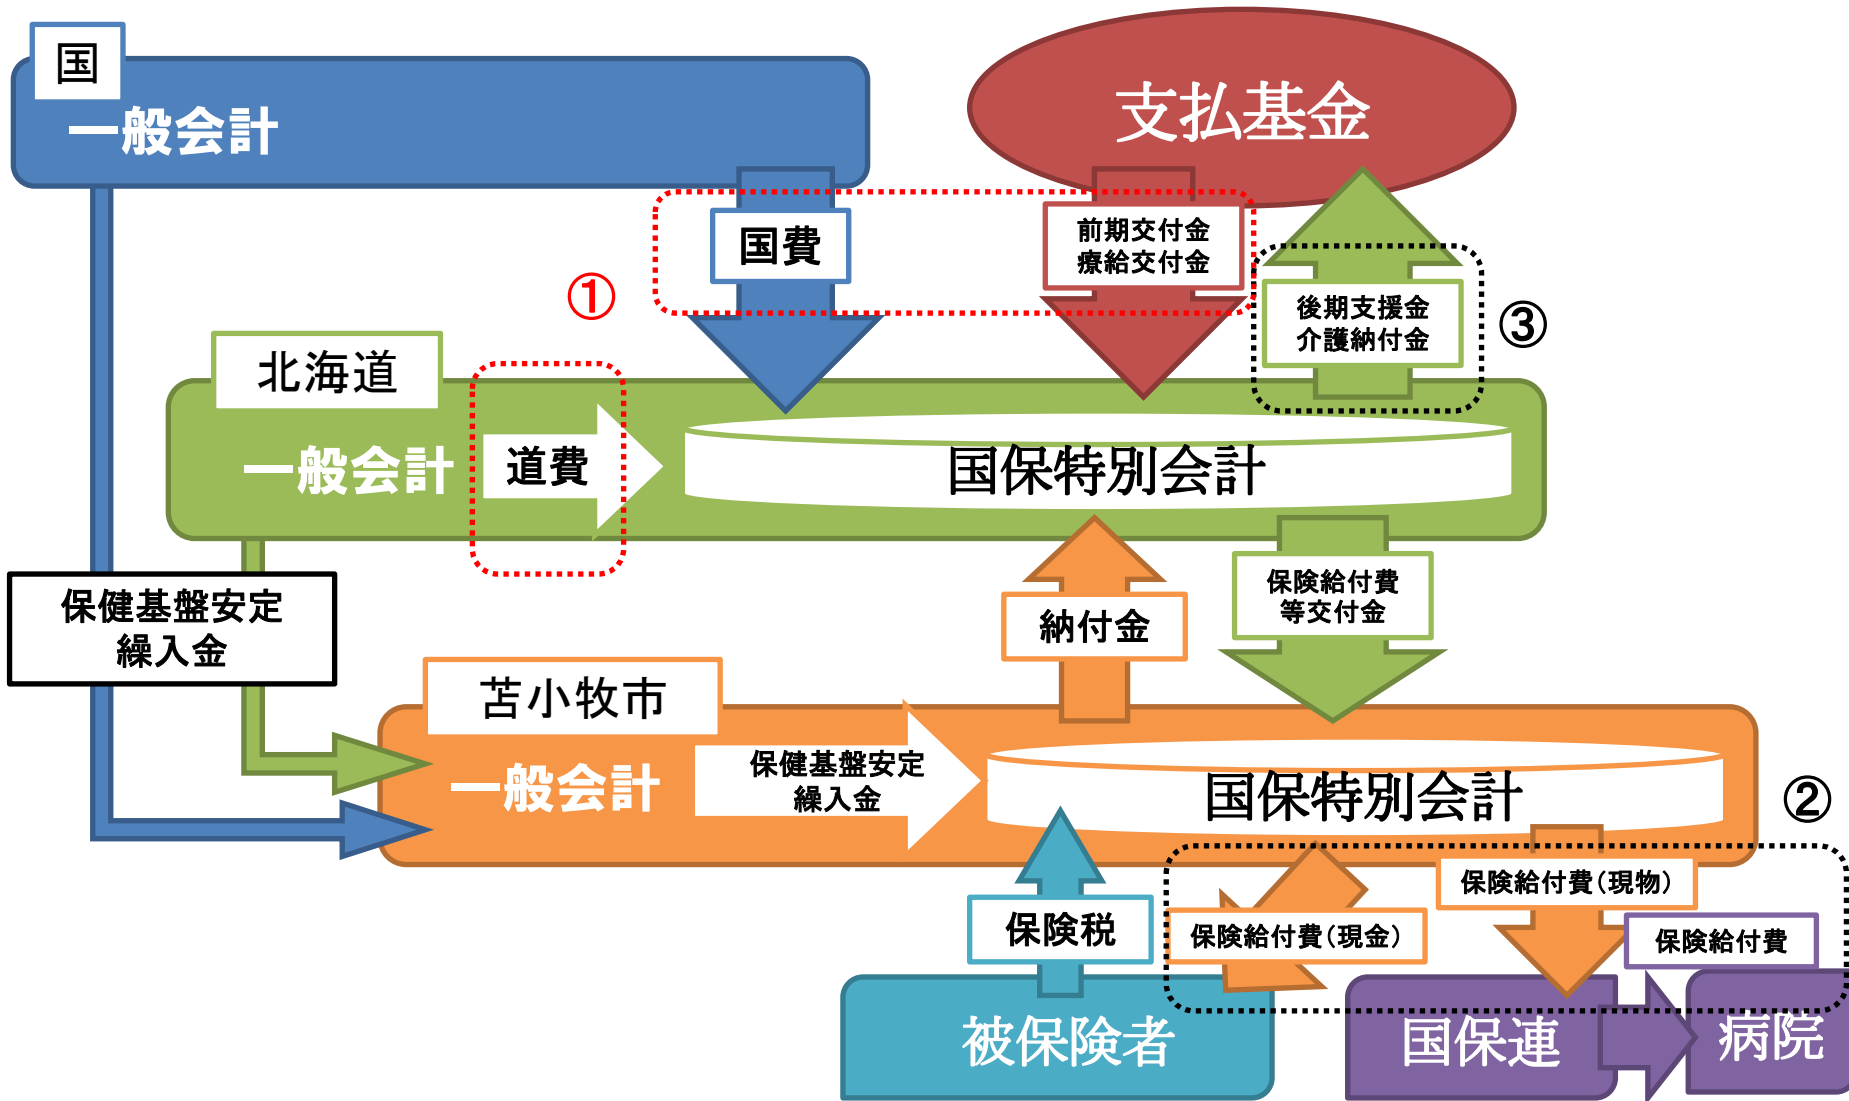 国
一般会計
支払基金
国費
前期交付金
療給交付金
①
後期支援金
介護納付金
③
北海道
一般会計
道費
国保特別会計
保健基盤安定
繰入金
納付金
保険給付費
等交付金
苫小牧市
一般会計
保健基盤安定
繰入金
国保特別会計
②
保険税
保険給付費（現金）
保険給付費（現物）
保険給付費
被保険者
国保連
病院